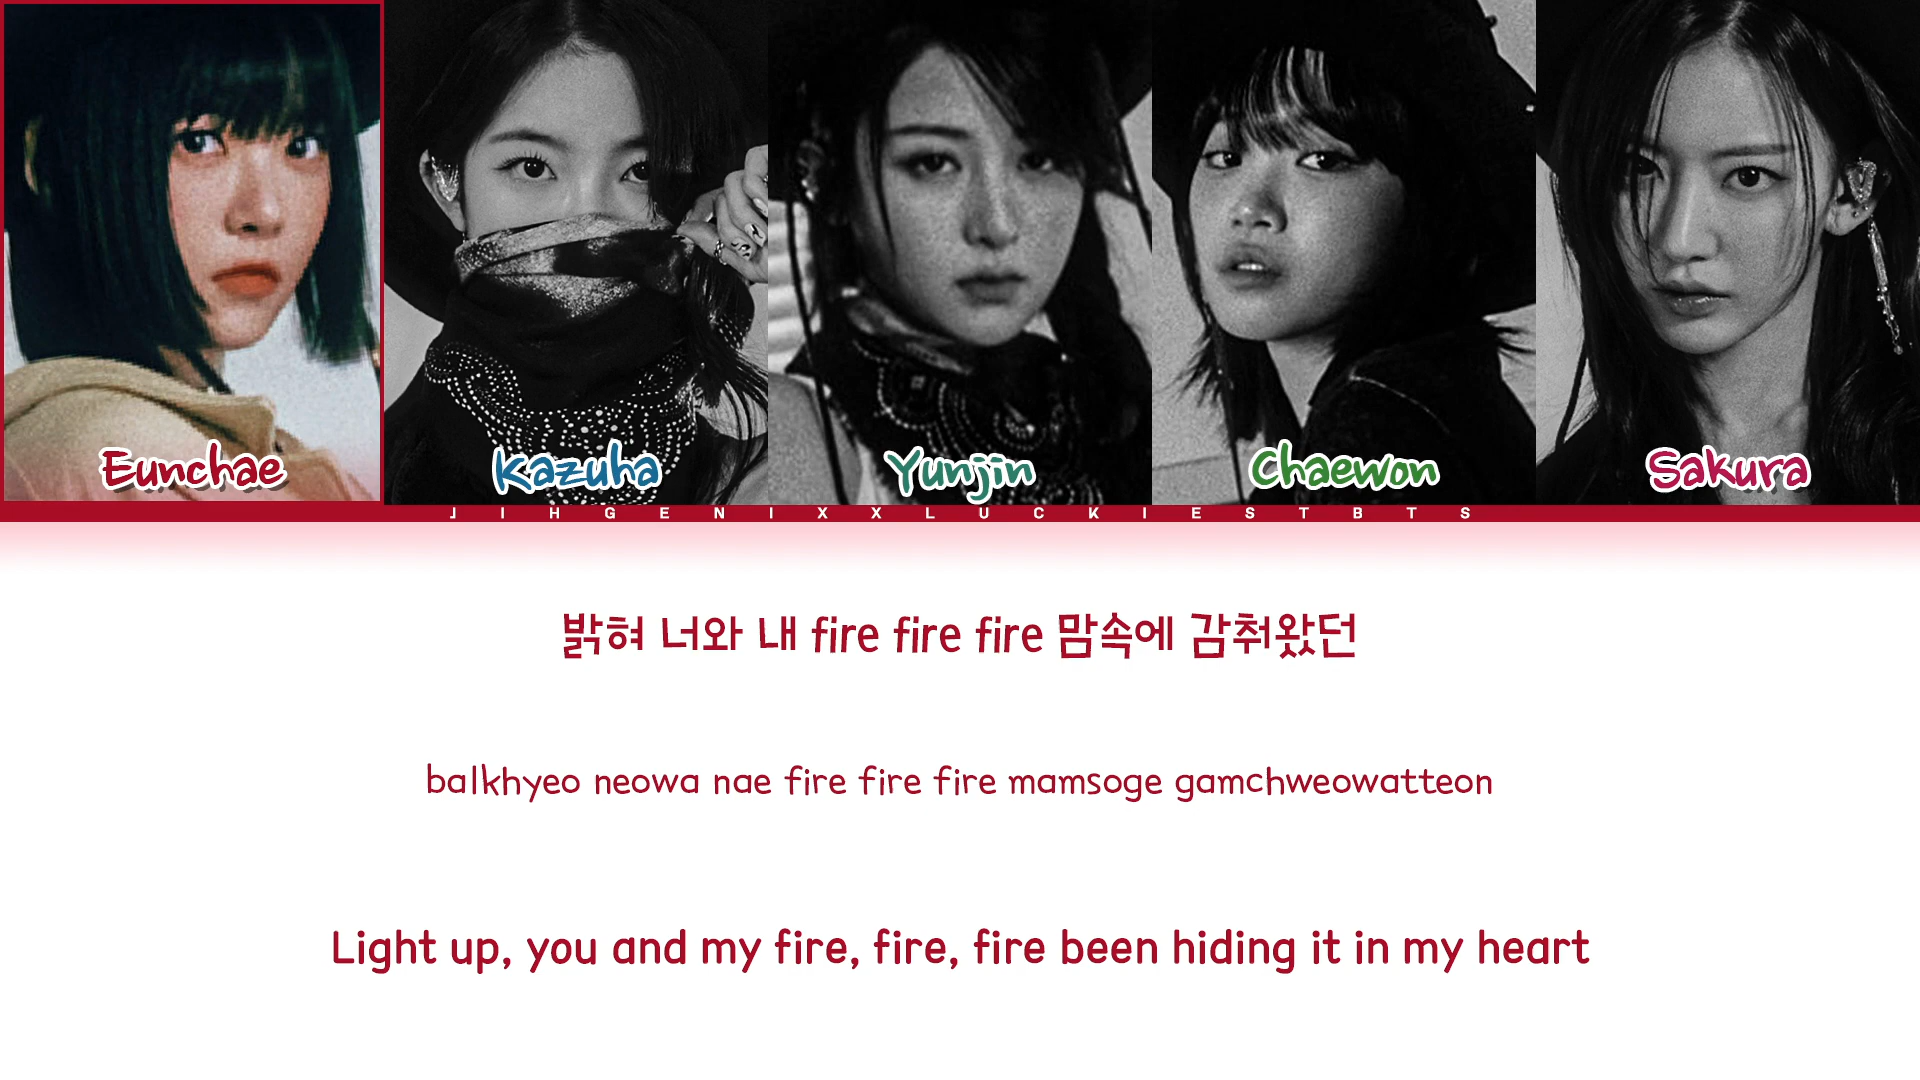 Eunchae Kazuha Yunjin Chaewon Sakura
JIHGENIXXLUCKIESTBTS
밝혀 너와 내 fire fire fire 맘속에 감춰왔던
balkhyeo neowa nae fire fire fire mamsoge gamchweowatteon
Light up, you and my fire, fire, fire been hiding it in my heart